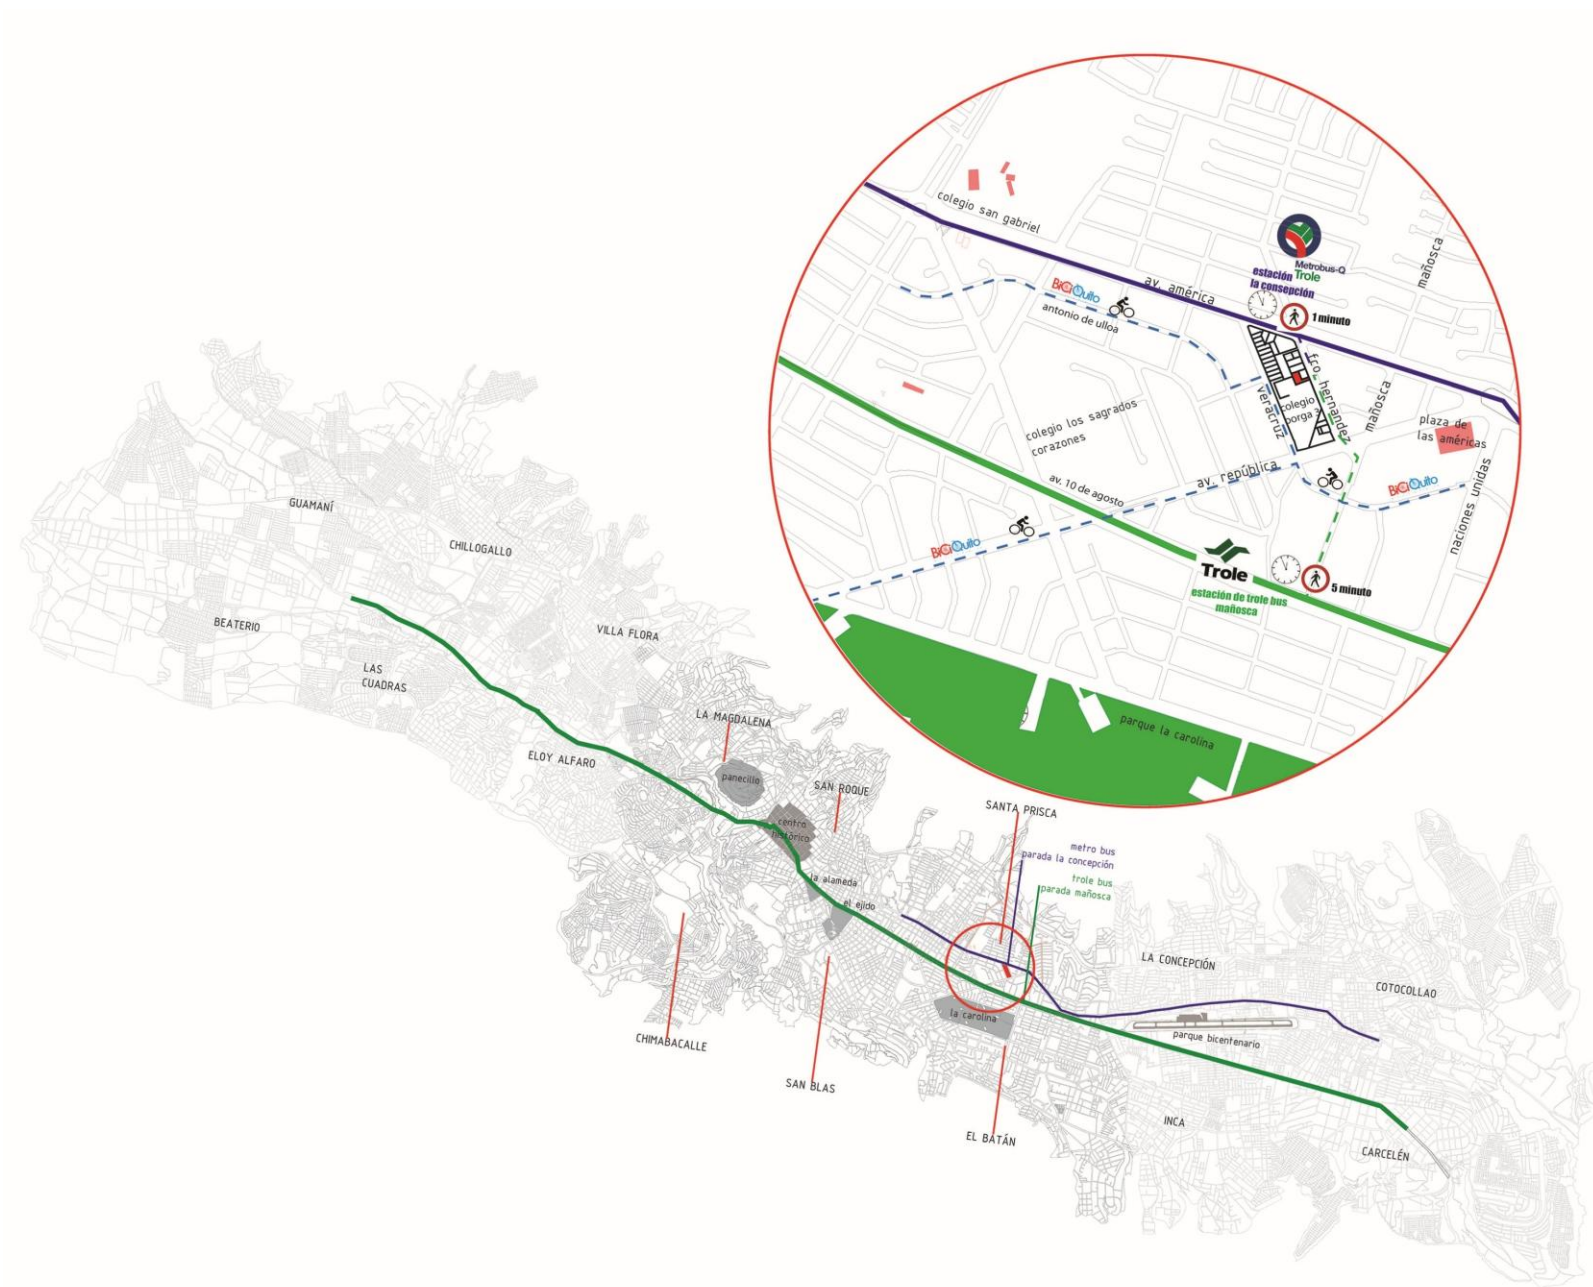 colegio san gabriel
mañosca
Metrobus-Q
estación Trole
la consepción
av. américa
BiciQuito
antonio de ulloa
1 minuto
fco. hernandez
mañosca
veracruz
colegio
borga 3
plaza de
las américas
colegio los sagrados
corazones
av. república
BiciQuito
naciones unidas
av. 10 de agosto
BiciQuito
Trole
5 minuto
estación de trole bus
mañosca
parque la carolina
GUAMANÍ
CHILLOGALLO
BEATERIO
VILLA FLORA
LAS
CUADRAS
LA MAGDALENA
ELOY ALFARO
panecillo
SAN ROQUE
SANTA PRISCA
centro
histórico
metro bus
parada la concepción
trole bus
parada mañosca
la alameda
el ejido
LA CONCEPCIÓN
COTOCOLLAO
la carolina
parque bicentenario
CHIMABACALLE
SAN BLAS
EL BATÁN
INCA
CARCELÉN